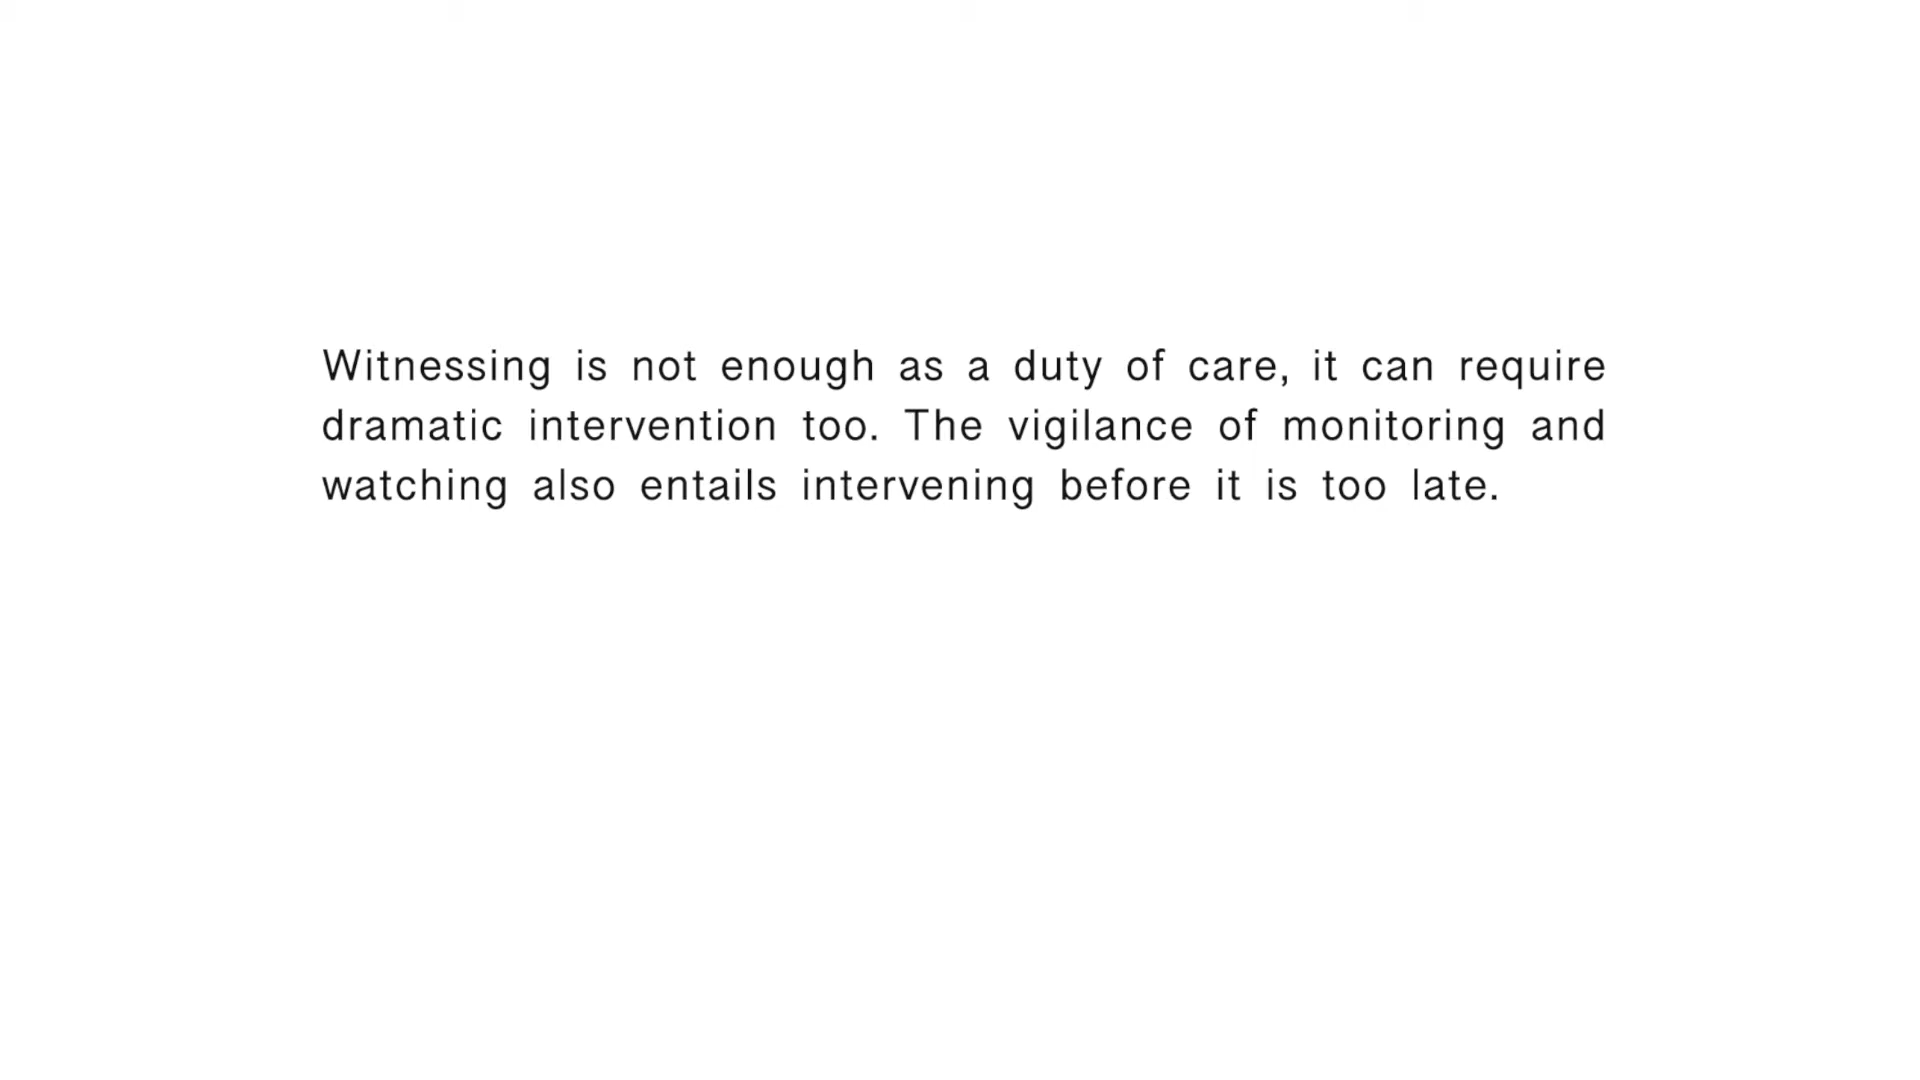 Witnessing is not enough as a duty of care, it can require
dramatic intervention too. The vigilance of monitoring and
watching also entails intervening before it is too late.